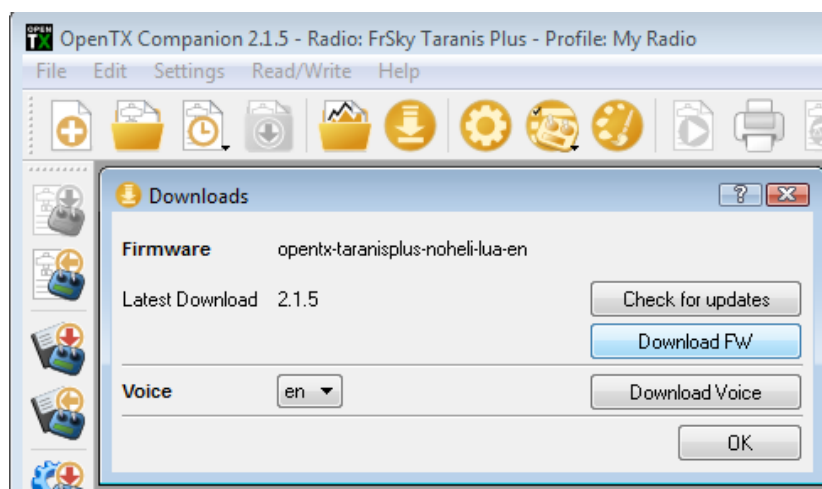 OPEN TX OpenTX Companion 2.1.5 - Radio: FrSky Taranis Plus - Profile: My Radio
File Edit Settings Read/Write Help
Downloads ?
Firmware opentx-taranisplus-noheli-lua-en
Latest Download 2.1.5 Check for updates
Download FW
Voice en Download Voice
OK